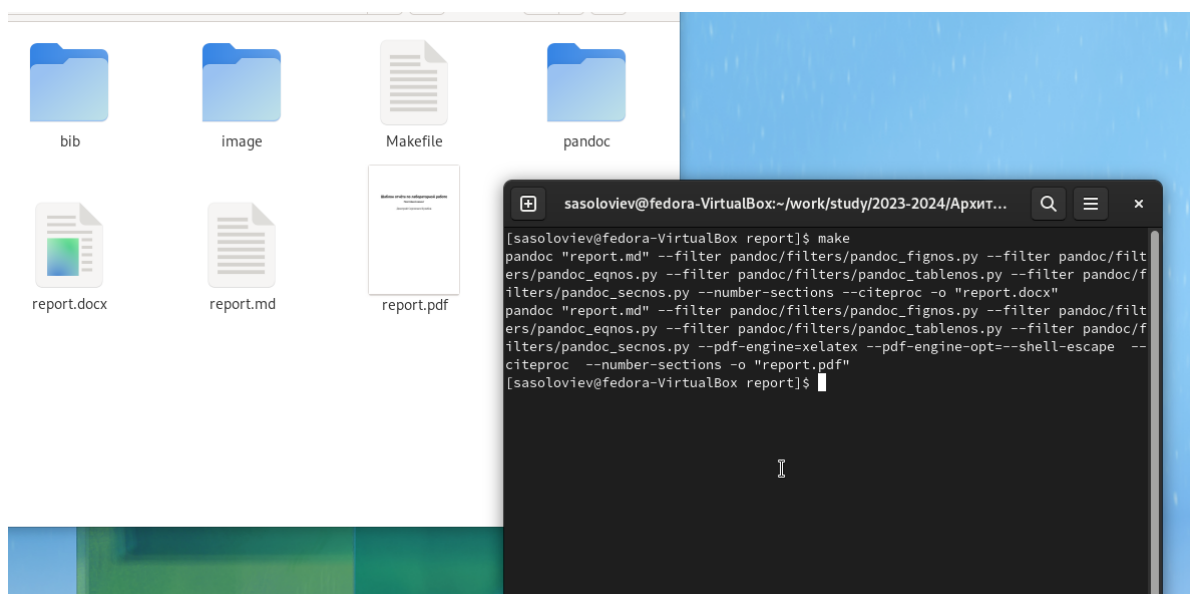 bib
image
Makefile
pandoc
report.docx
report.md
report.pdf
sasoloviev@fedora-VirtualBox:~/work/study/2023-2024/Архит...
[sasoloviev@fedora-VirtualBox report]$ make
pandoc "report.md" --filter pandoc/filters/pandoc_fignos.py --filter pandoc/filt
ers/pandoc_eqnos.py --filter pandoc/filters/pandoc_tablenos.py --filter pandoc/f
ilters/pandoc_secnos.py --number-sections --citeproc -o "report.docx"
pandoc "report.md" --filter pandoc/filters/pandoc_fignos.py --filter pandoc/filt
ers/pandoc_eqnos.py --filter pandoc/filters/pandoc_tablenos.py --filter pandoc/f
ilters/pandoc_secnos.py --pdf-engine=xelatex --pdf-engine-opt=--shell-escape  --
citeproc  --number-sections -o "report.pdf"
[sasoloviev@fedora-VirtualBox report]$